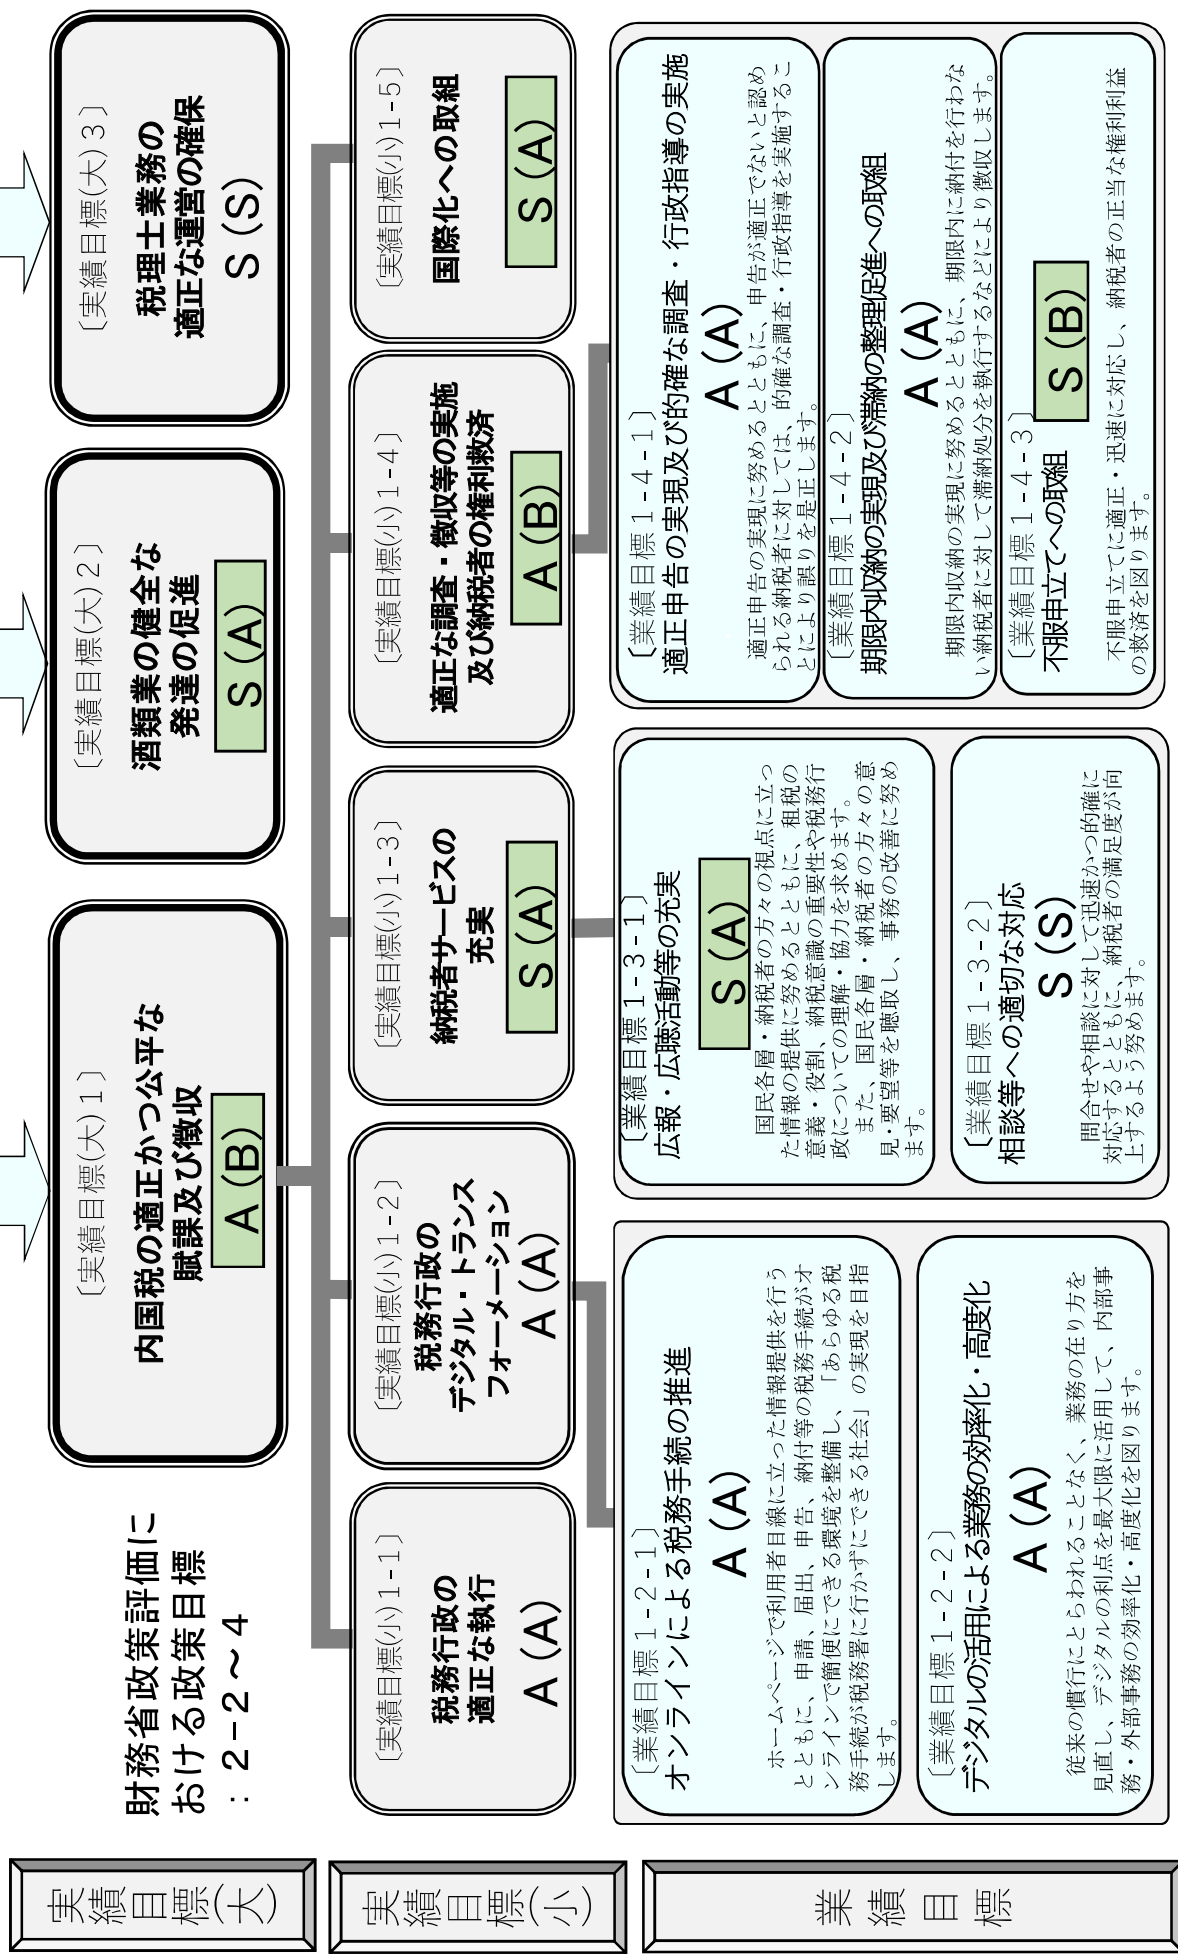 実績目標(大)
財務省政策評価に
おける政策目標
：２−２～４
〔実績目標(大)１〕
内国税の適正かつ公平な
賦課及び徴収
A（B）
〔実績目標(大)２〕
酒類業の健全な
発達の促進
S（A）
〔実績目標(大)３〕
税理士業務の
適正な運営の確保
S（S）
実績目標(小)
〔実績目標(小)１-１〕
税務行政の
適正な執行
A（A）
〔実績目標(小)１-２〕
税務行政の
デジタル・トランス
フォーメーション
A（A）
〔実績目標(小)１-３〕
納税者サービスの
充実
S（A）
〔実績目標(小)１-４〕
適正な調査・徴収等の実施
及び納税者の権利救済
A（B）
〔実績目標(小)１-５〕
国際化への取組
S（A）
業績目標
〔業績目標１-２-１〕
オンラインによる税務手続の推進
A（A）
ホームページで利用者目線に立った情報提供を行う
とともに、申請、届出、申告、納付等の税務手続がオ
ンラインで簡便にできる環境を整備し、「あらゆる税
務手続が税務署に行かずにできる社会」の実現を目指
します。
〔業績目標１-２-２〕
デジタルの活用による業務の効率化・高度化
A（A）
従来の慣行にとらわれることなく、業務の在り方を
見直し、デジタルの利点を最大限に活用して、内部事
務・外部事務の効率化・高度化を図ります。
〔業績目標１-３-１〕
広報・広聴活動等の充実
S（A）
国民各層・納税者の方々の視点に立っ
た情報の提供に努めるとともに、租税の
意義・役割、納税意識の重要性や税務行
政についての理解・協力を求めます。
また、国民各層・納税者の方々の意
見・要望等を聴取し、事務の改善に努め
ます。
〔業績目標１-３-２〕
相談等への適切な対応
S（S）
問合せや相談に対して迅速かつ的確に
対応するとともに、納税者の満足度が向
上するよう努めます。
〔業績目標１-４-１〕
適正申告の実現及び的確な調査・行政指導の実施
A（A）
適正申告の実現に努めるとともに、申告が適正でないと認め
られる納税者に対しては、的確な調査・行政指導を実施するこ
とにより誤りを是正します。
〔業績目標１-４-２〕
期限内収納の実現及び滞納の整理促進への取組
A（A）
期限内収納の実現に努めるとともに、期限内に納付を行わな
い納税者に対して滞納処分を執行するなどにより徴収します。
〔業績目標１-４-３〕
不服申立てへの取組
S（B）
不服申立てに適正・迅速に対応し、納税者の正当な権利利益
の救済を図ります。